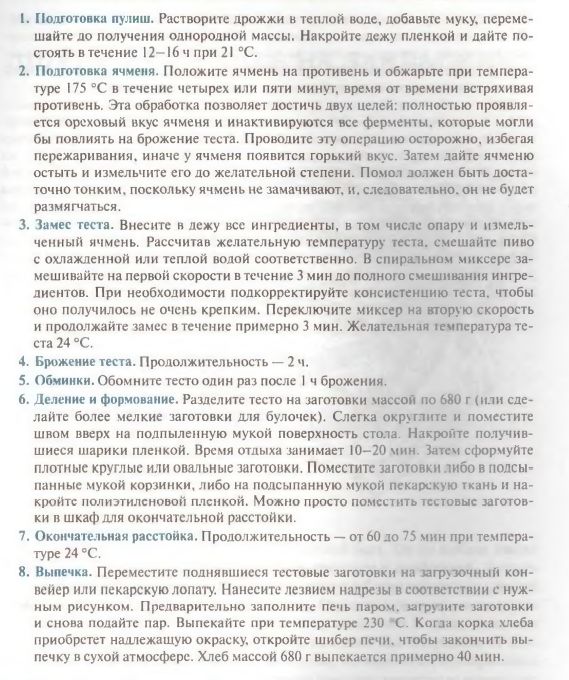 1. Подготовка пулиш. Растворите дрожжи в теплой воде, добавьте муку, переме-
шайте до получения однородной массы. Накройте дежу пленкой и дайте по-
стоять в течение 12–16 ч при 21 °С.
2. Подготовка ячменя. Положите ячмень на противень и обжарьте при темпера-
туре 175 °С в течение четырех или пяти минут, время от времени встряхивая
противень. Эта обработка позволяет достичь двух целей: полностью проявля-
ется ореховый вкус ячменя и инактивируются все ферменты, которые могли
бы повлиять на брожение теста. Проводите эту операцию осторожно, избегая
пережаривания, иначе у ячменя появится горький вкус. Затем дайте ячменю
остыть и измельчите его до желательной степени. Помол должен быть доста-
точно тонким, поскольку ячмень не замачивают, и, следовательно, он не будет
размягчаться.
3. Замес теста. Внесите в дежу все ингредиенты, в том числе опару и измель-
ченный ячмень. Рассчитав желательную температуру теста, смешайте пиво
с охлажденной или теплой водой соответственно. В спиральном миксере за-
мешивайте на первой скорости в течение 3 мин до полного смешивания ингре-
диентов. При необходимости подкорректируйте консистенцию теста, чтобы
оно получилось не очень крепким. Переключите миксер на вторую скорость
и продолжайте замес в течение примерно 3 мин. Желательная температура те-
ста 24 °С.
4. Брожение теста. Продолжительность — 2 ч.
5. Обминки. Обомните тесто один раз после 1 ч брожения.
6. Деление и формование. Разделите тесто на заготовки массой по 680 г (или сде-
лайте более мелкие заготовки для булочек). Слегка округлите и поместите
швом вверх на подпыленную мукой поверхность стола. Накройте получив-
шиеся шарики пленкой. Время отдыха занимает 10–20 мин. Затем сформуйте
плотные круглые или овальные заготовки. Поместите заготовки либо в подсы-
панные мукой корзинки, либо на подсыпанную мукой пекарскую ткань и на-
кройте полиэтиленовой пленкой. Можно просто поместить тестовые заготов-
ки в шкаф для окончательной расстойки.
7. Окончательная расстойка. Продолжительность — от 60 до 75 мин при темпера-
туре 24 °С.
8. Выпечка. Переместите поднявшиеся тестовые заготовки на загрузочный кон-
вейер или пекарскую лопату. Нанесите лезвием надрезы в соответствии с нуж-
ным рисунком. Предварительно заполните печь паром, загрузите заготовки
и снова подайте пар. Выпекайте при температуре 230 °С. Когда корка хлеба
приобретет надлежащую окраску, откройте шибер печи, чтобы закончить вы-
печку в сухой атмосфере. Хлеб массой 680 г выпекается примерно 40 мин.